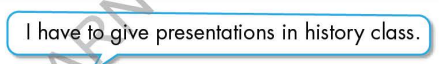 I have to give presentations in history class.